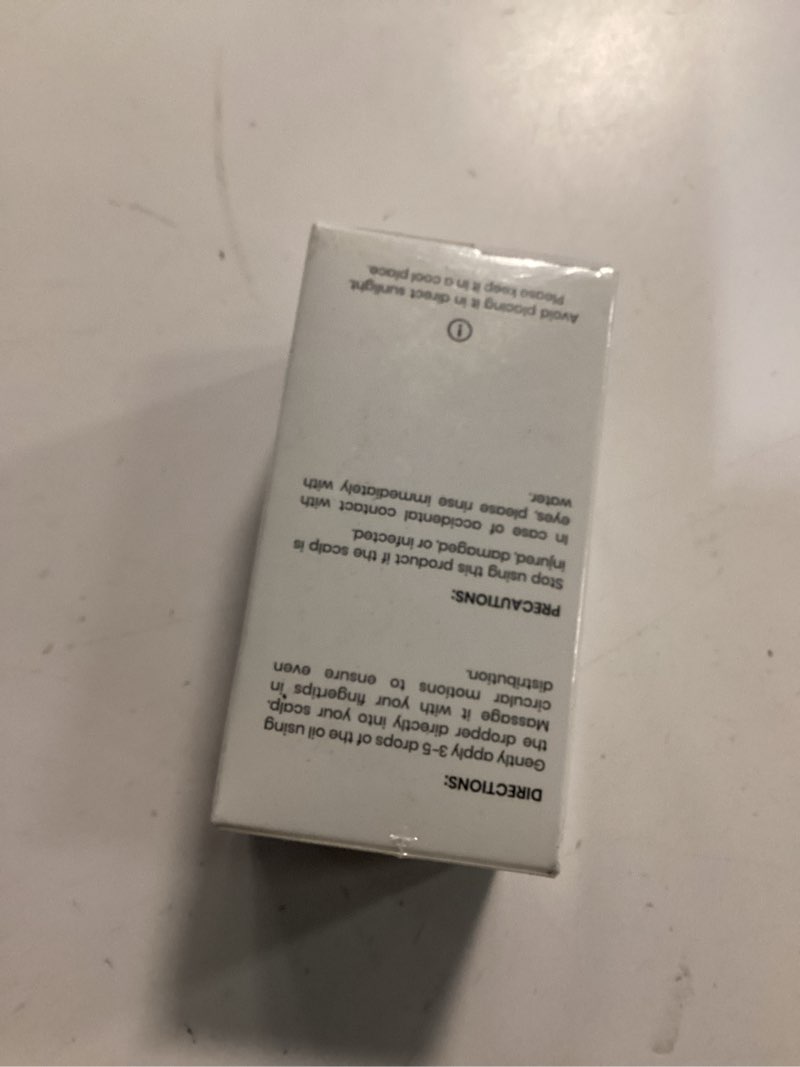 DIRECTIONS:
Gently apply 3-5 drops of the oil using
the dropper directly into your scalp.
Massage it with your fingertips in
circular motions to ensure even
distribution.
PRECAUTIONS:
Stop using this product if the scalp is
injured, damaged, or infected.
In case of accidental contact with
eyes, please rinse immediately with
water.
Avoid placing it in direct sunlight.
Please keep it in a cool place.